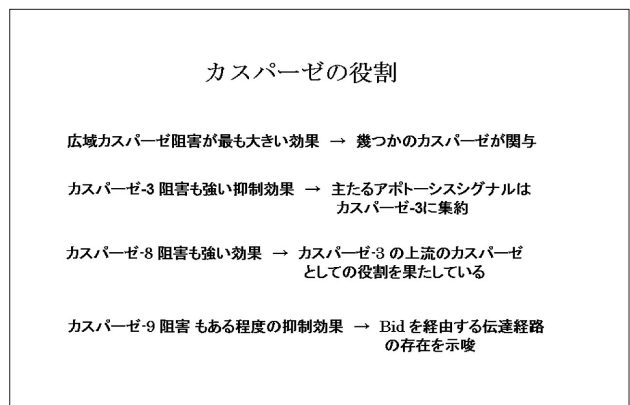 カスパーゼの役割
広域カスパーゼ阻害が最も大きい効果 → 幾つかのカスパーゼが関与
カスパーゼ-3 阻害も強い抑制効果 → 主たるアポトーシスシグナルは
カスパーゼ-3に集約
カスパーゼ-8 阻害も強い効果 → カスパーゼ-3 の上流のカスパーゼ
としての役割を果たしている
カスパーゼ-9 阻害 もある程度の抑制効果 → Bid を経由する伝達経路
の存在を示唆